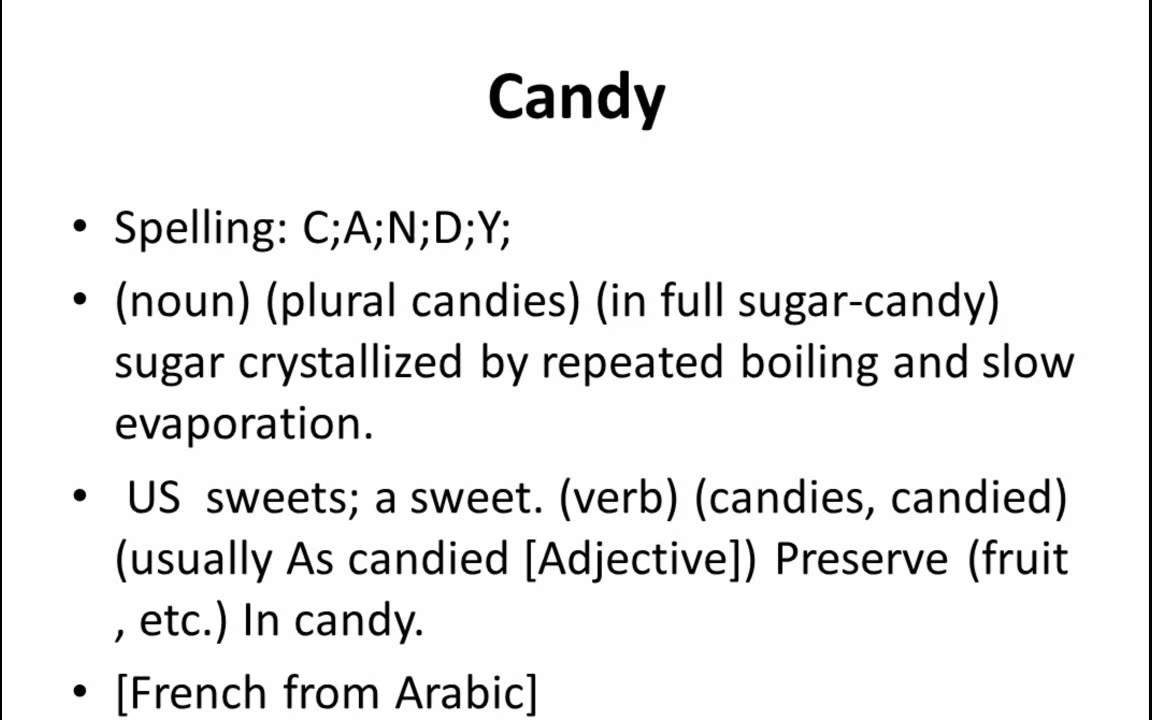 Candy
• Spelling: C;A;N;D;Y;
• (noun) (plural candies) (in full sugar-candy)
sugar crystallized by repeated boiling and slow
evaporation.
• US  sweets; a sweet. (verb) (candies, candied)
(usually As candied [Adjective]) Preserve (fruit
, etc.) In candy.
• [French from Arabic]